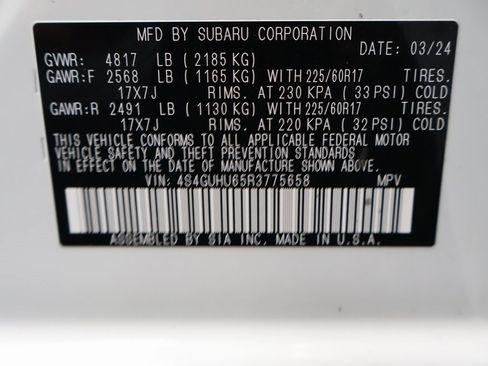 MFD BY SUBARU CORPORATION
DATE: 03/24
GVWR: 4817 LB (2185 KG)
GAWR:F 2568 LB (1165 KG) WITH 225/60R17 TIRES.
17X7J RIMS. AT 230 KPA (33 PSI) COLD
GAWR:R 2491 LB (1130 KG) WITH 225/60R17 TIRES.
17X7J RIMS. AT 220 KPA (32 PSI) COLD
THIS VEHICLE CONFORMS TO ALL APPLICABLE FEDERAL MOTOR
VEHICLE SAFETY AND THEFT PREVENTION STANDARDS
IN EFFECT ON THE DATE OF MANUFACTURE SHOWN ABOVE.
VIN: 4S4GUHU65R3775658 MPV
ASSEMBLED BY SIA INC. MADE IN U.S.A.